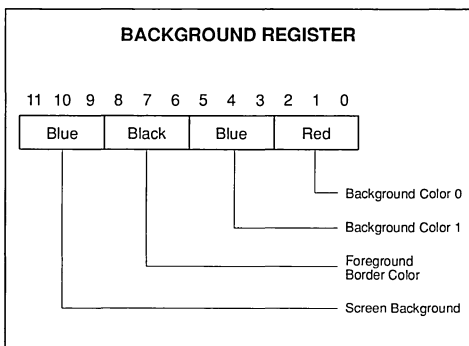 BACKGROUND REGISTER
11 10 9 8 7 6 5 4 3 2 1 0
Blue Black Blue Red
Background Color 0
Background Color 1
Foreground
Border Color
Screen Background